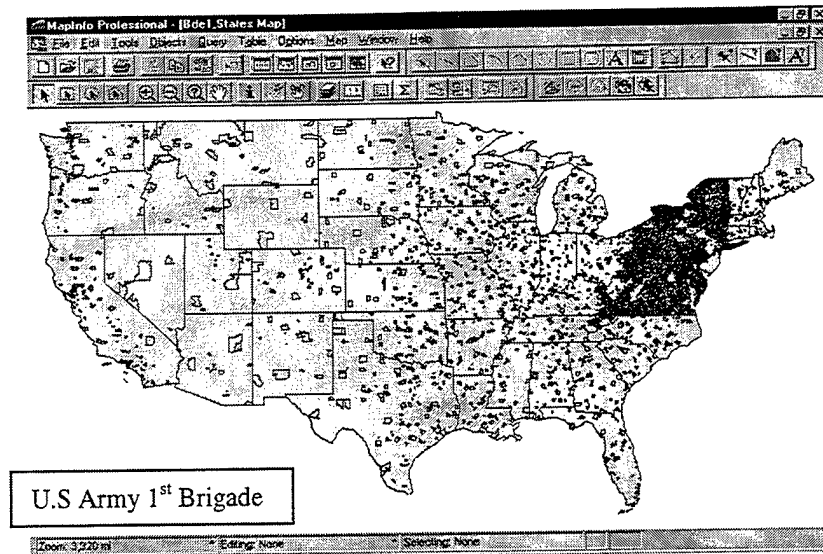 MapInfo Professional - [Bde1_States Map]
File Edit Tools Objects Query Table Options Map Window Help
U.S Army 1st Brigade
Zoom: 3,920 mi Editing: None Selecting: None